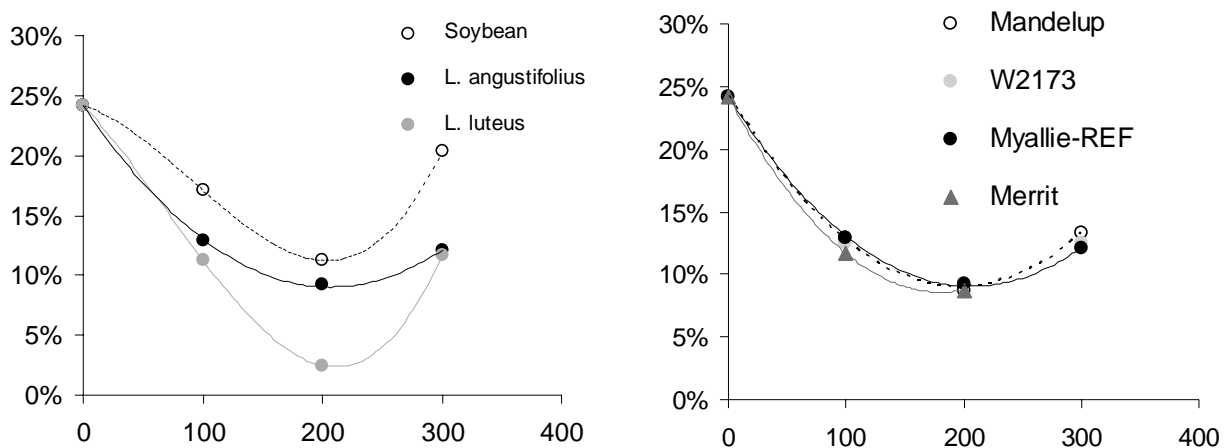 30%
25%
20%
15%
10%
5%
0%
0 100 200 300 400
Soybean
L. angustifolius
L. luteus
30%
25%
20%
15%
10%
5%
0%
0 100 200 300 400
Mandelup
W2173
Myallie-REF
Merrit